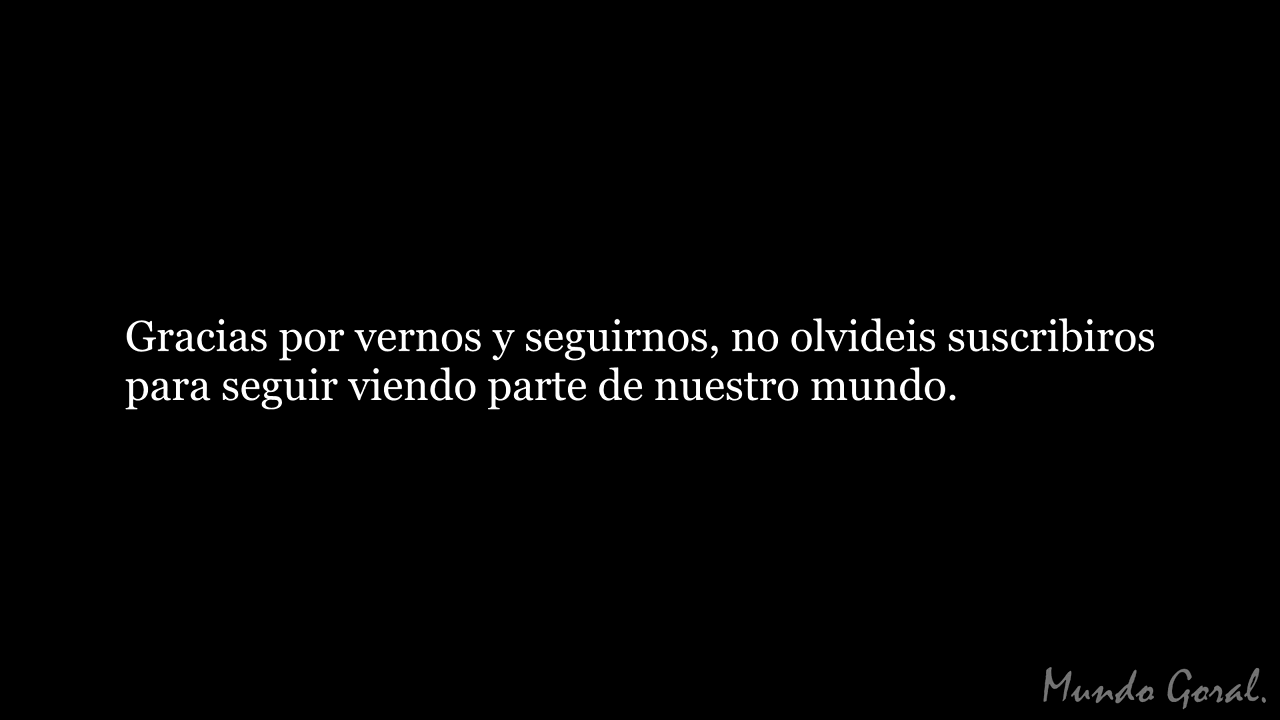 Gracias por vernos y seguirnos, no olvideis suscribiros
para seguir viendo parte de nuestro mundo.
Mundo Goral.